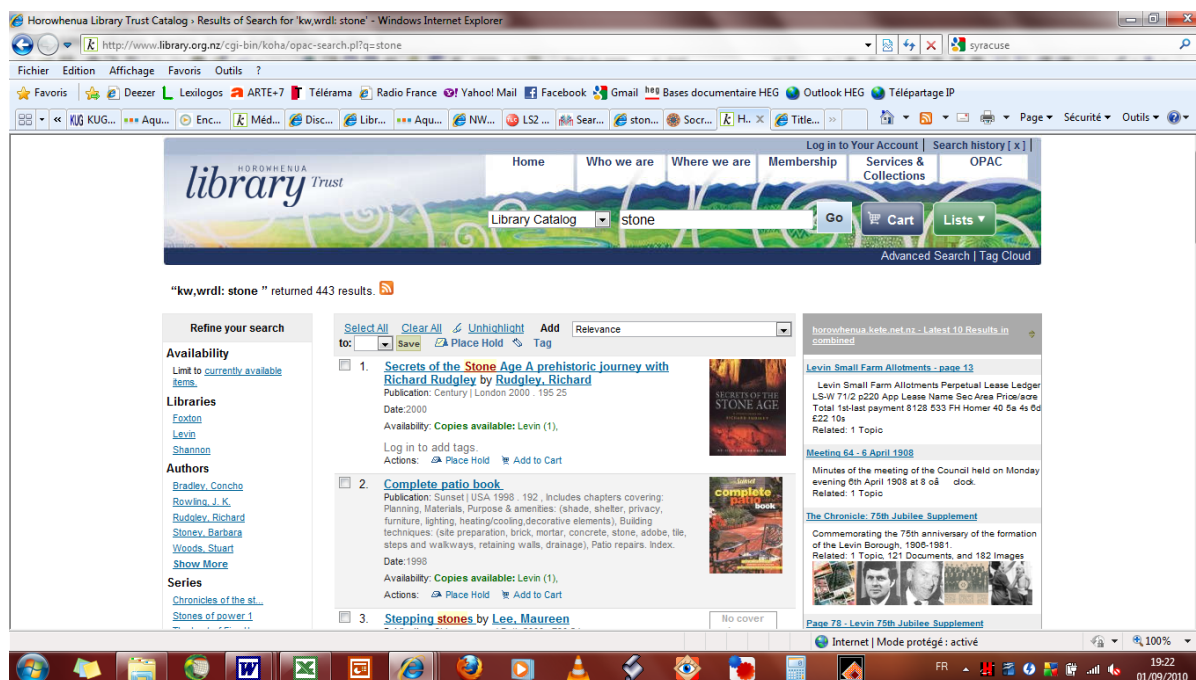 Horowhenua Library Trust Catalog › Results of Search for 'kw,wrdl: stone' - Windows Internet Explorer
http://www.library.org.nz/cgi-bin/koha/opac-search.pl?q=stone
syracuse
Fichier Edition Affichage Favoris Outils ?
Favoris Deezer Lexilogos ARTE+7 Télérama Radio France Yahoo! Mail Facebook Gmail Bases documentaire HEG Outlook HEG Télépartage IP
KUG... Aqu... Enc... Méd... Disc... Libr... Aqu... NW... LS2 ... Sear... ston... Socr... H.. Title... Page Sécurité Outils
Log in to Your Account | Search history [ x ] |
HOROWHENUA
library Trust
Home Who we are Where we are Membership Services & Collections OPAC
Library Catalog stone Go Cart Lists
Advanced Search | Tag Cloud
“kw,wrdl: stone ” returned 443 results.
Refine your search
Availability
Limit to currently available
items.
Libraries
Foxton
Levin
Shannon
Authors
Bradley, Concho
Rowling, J. K.
Rudgley, Richard
Stoney, Barbara
Woods, Stuart
Show More
Series
Chronicles of the st...
Stones of power 1
Select All Clear All Unhighlight Add Relevance
to: Save Place Hold Tag
1. Secrets of the Stone Age A prehistoric journey with
Richard Rudgley by Rudgley, Richard
Publication: Century | London 2000 . 195 25
Date:2000
Availability: Copies available: Levin (1),
Log in to add tags.
Actions: Place Hold Add to Cart
SECRETS OF THE
STONE AGE
2. Complete patio book
Publication: Sunset | USA 1998 . 192 , Includes chapters covering:
Planning, Materials, Purpose & amenities: (shade, shelter, privacy,
furniture, lighting, heating/cooling,decorative elements), Building
techniques: (site preparation, brick, mortar, concrete, stone, adobe, tile,
steps and walkways, retaining walls, drainage), Patio repairs. Index.
Date:1998
Availability: Copies available: Levin (1),
Actions: Place Hold Add to Cart
Sunset
complete
patio
book
3. Stepping stones by Lee, Maureen
No cover
horowhenua.kete.net.nz - Latest 10 Results in
combined
Levin Small Farm Allotments - page 13
Levin Small Farm Allotments Perpetual Lease Ledger
LS-W 71/2 p220 App Lease Name Sec Area Price/acre
Total 1st-last payment 8128 533 FH Homer 40 5a 4s 6d
£22 10s
Related: 1 Topic
Meeting 64 - 6 April 1908
Minutes of the meeting of the Council held on Monday
evening 6th April 1908 at 8 oâ clock.
Related: 1 Topic
The Chronicle: 75th Jubilee Supplement
Commemorating the 75th anniversary of the formation
of the Levin Borough, 1906-1981.
Related: 1 Topic, 121 Documents, and 182 Images
Page 78 - Levin 75th Jubilee Supplement
Internet | Mode protégé : activé
100%
FR
19:22
01/09/2010